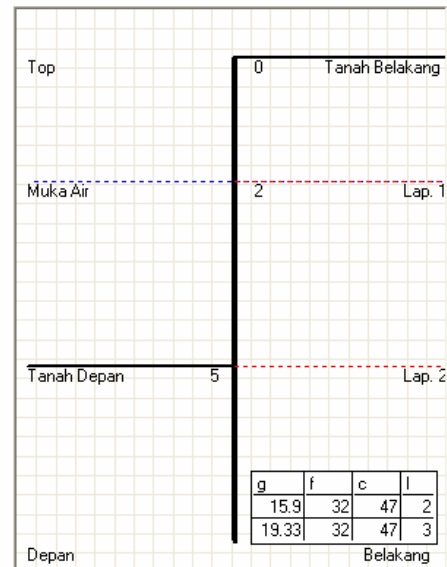 Top 0 Tanah Belakang
Muka Air 2 Lap. 1
Tanah Depan 5 Lap. 2
g f c l
15.9 32 47 2
19.33 32 47 3
Depan Belakang